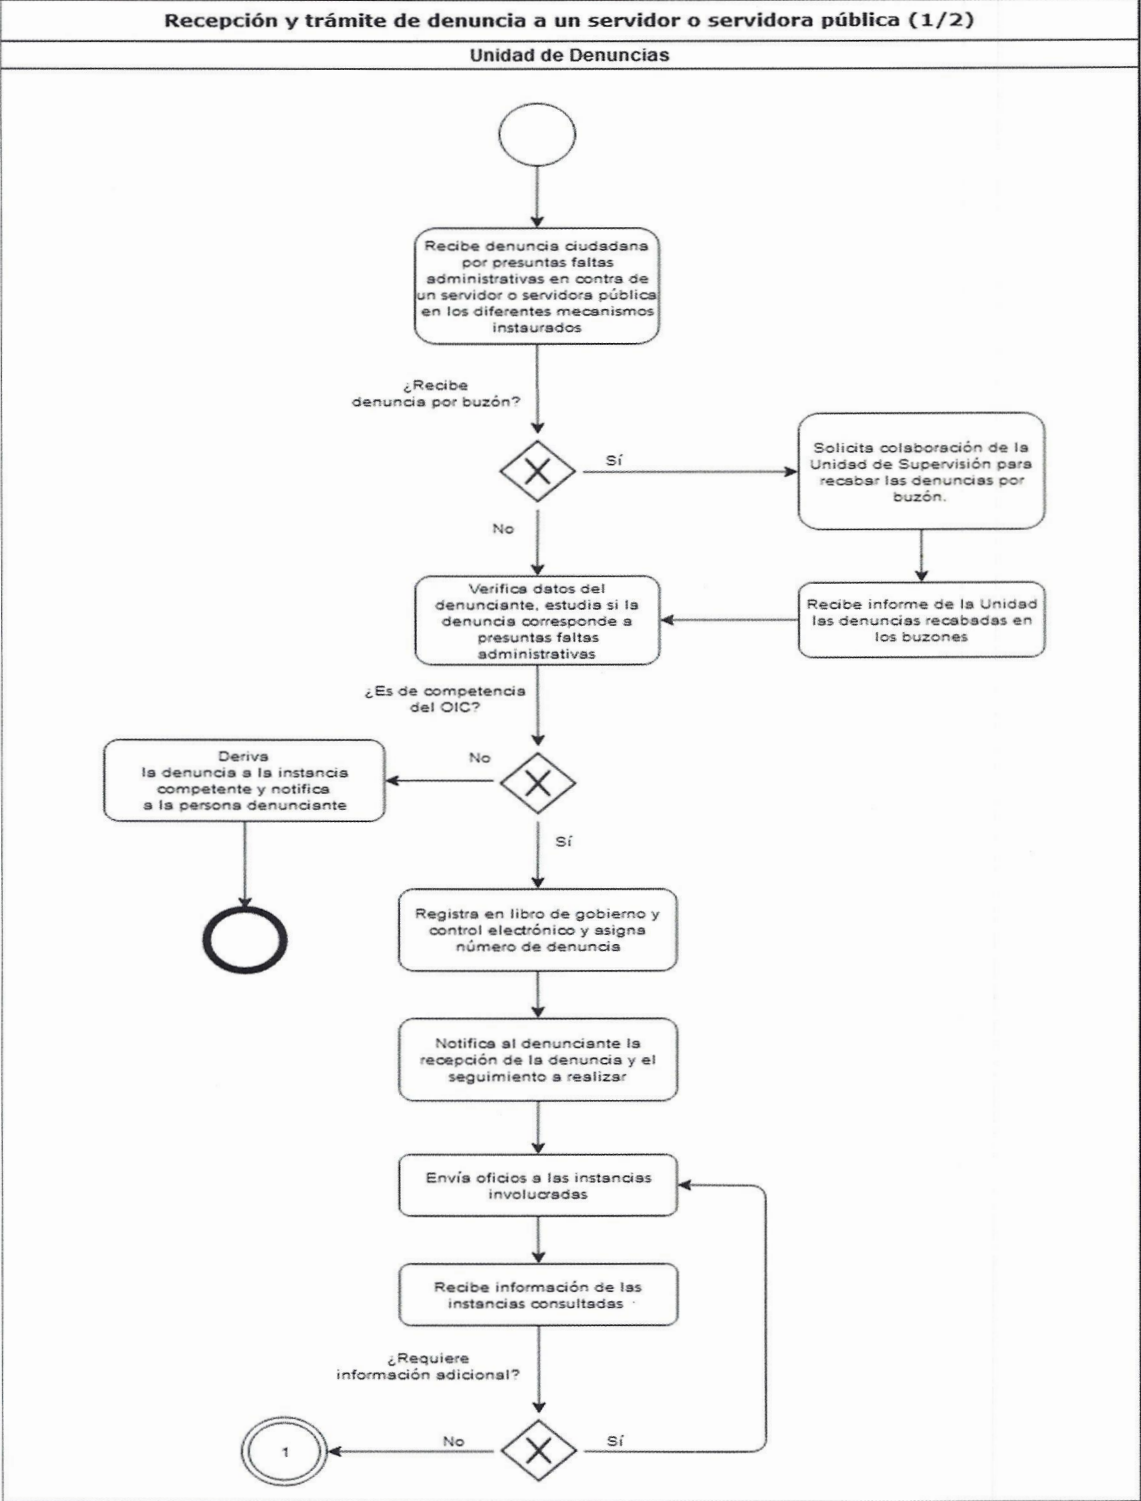 Recepción y trámite de denuncia a un servidor o servidora pública (1/2)
Unidad de Denuncias
Recibe denuncia ciudadana
por presuntas faltas
administrativas en contra de
un servidor o servidora pública
en los diferentes mecanismos
instaurados
¿Recibe
denuncia por buzón?
Sí
Solicita colaboración de la
Unidad de Supervisión para
recabar las denuncias por
buzón.
No
Verifica datos del
denunciante, estudia si la
denuncia corresponde a
presuntas faltas
administrativas
Recibe informe de la Unidad
las denuncias recabadas en
los buzones
¿Es de competencia
del OIC?
No
Deriva
la denuncia a la instancia
competente y notifica
a la persona denunciante
Sí
Registra en libro de gobierno y
control electrónico y asigna
número de denuncia
Notifica al denunciante la
recepción de la denuncia y el
seguimiento a realizar
Envía oficios a las instancias
involucradas
Recibe información de las
instancias consultadas
¿Requiere
información adicional?
No
Sí
1